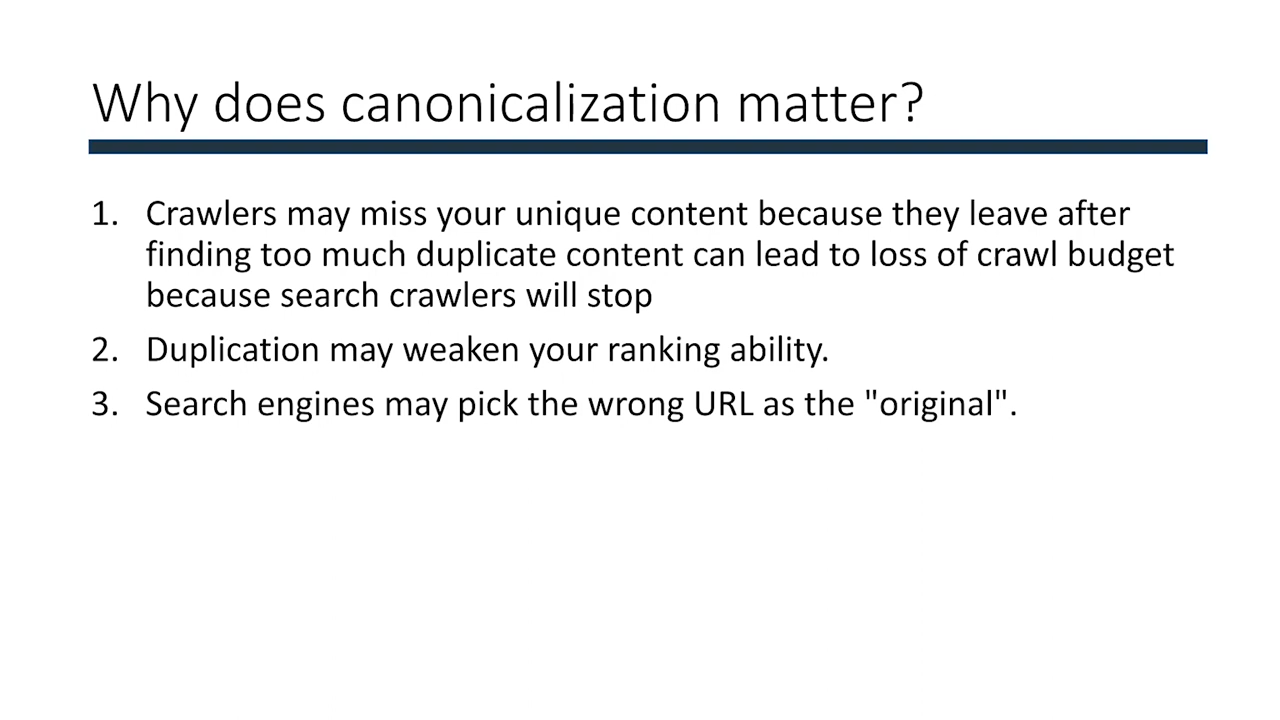 Why does canonicalization matter?
1. Crawlers may miss your unique content because they leave after
finding too much duplicate content can lead to loss of crawl budget
because search crawlers will stop
2. Duplication may weaken your ranking ability.
3. Search engines may pick the wrong URL as the "original".